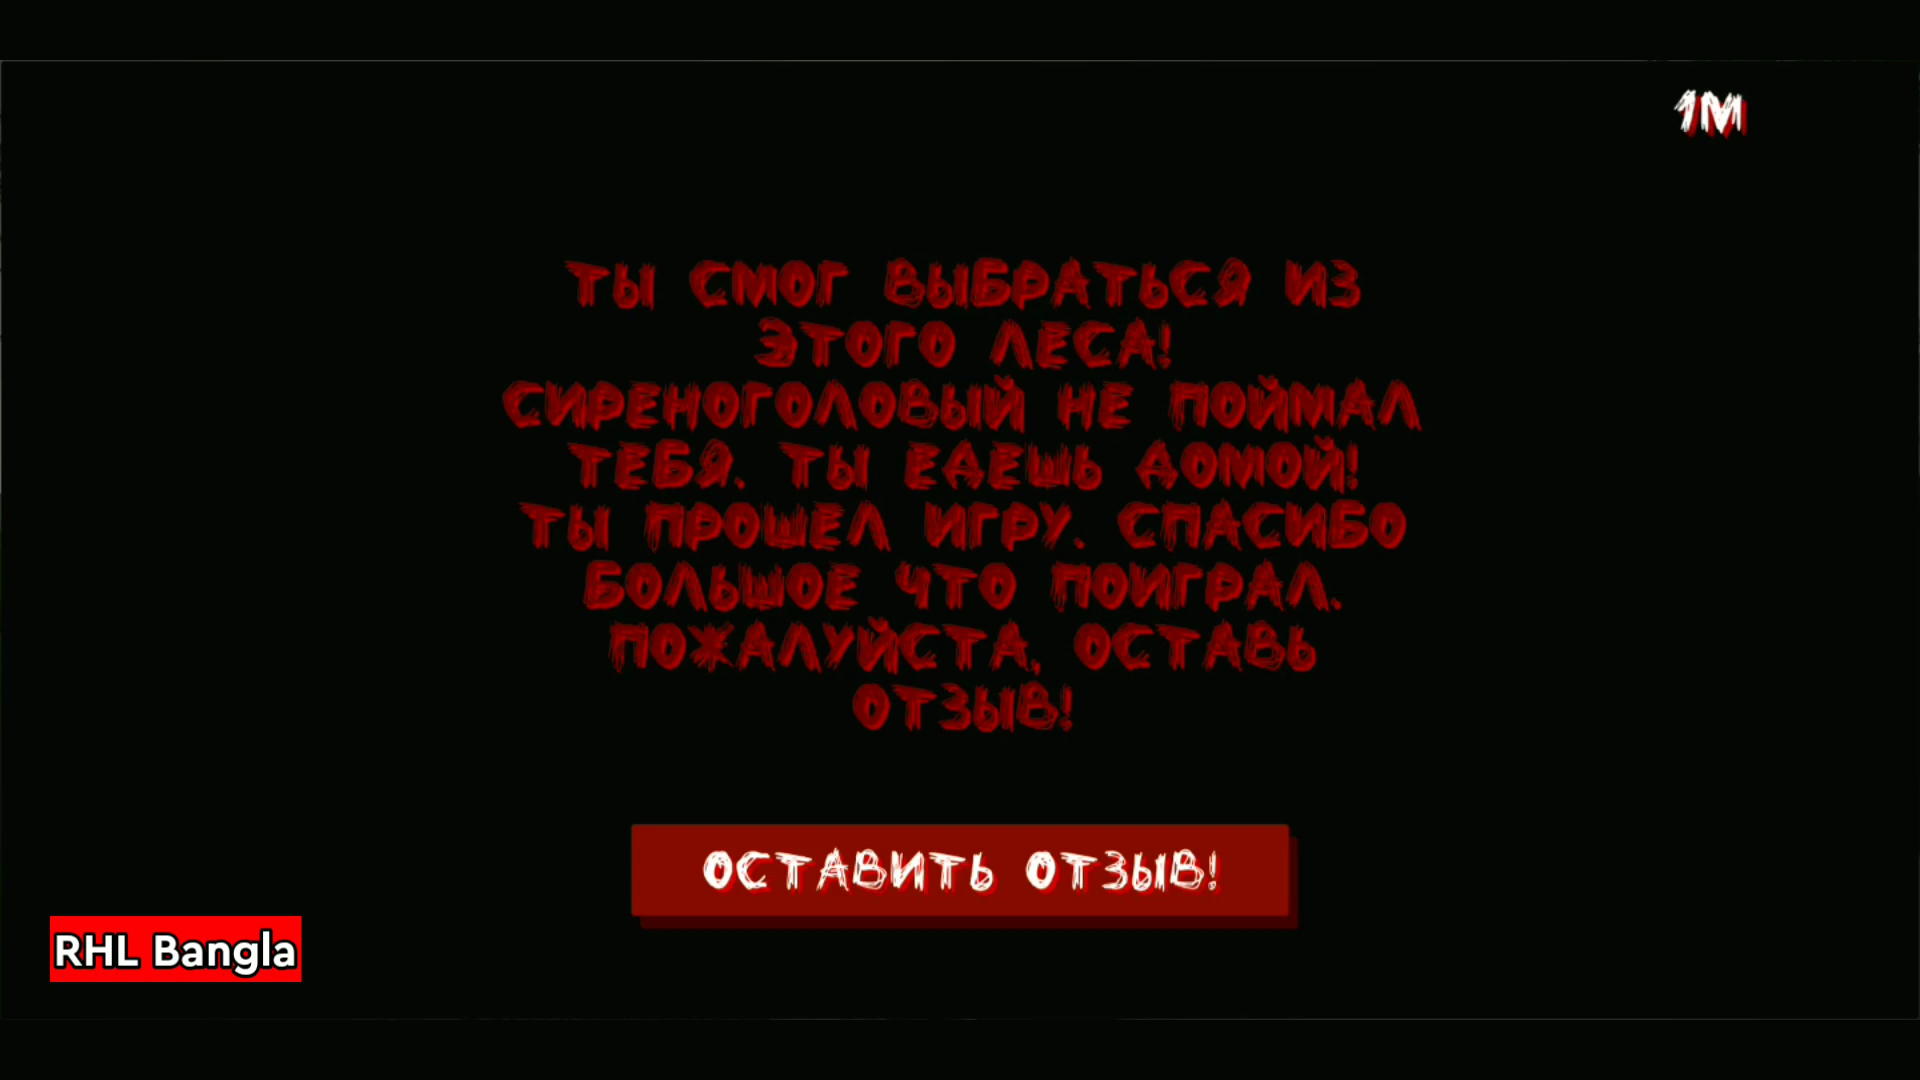 1М
ТЫ СМОГ ВЫБРАТЬСЯ ИЗ
ЭТОГО ЛЕСА!
СИРЕНОГОЛОВЫЙ НЕ ПОЙМАЛ
ТЕБЯ. ТЫ ЕДЕШЬ ДОМОЙ!
ТЫ ПРОШЕЛ ИГРУ. СПАСИБО
БОЛЬШОЕ ЧТО ПОИГРАЛ.
ПОЖАЛУЙСТА, ОСТАВЬ
ОТЗЫВ!
ОСТАВИТЬ ОТЗЫВ!
RHL Bangla